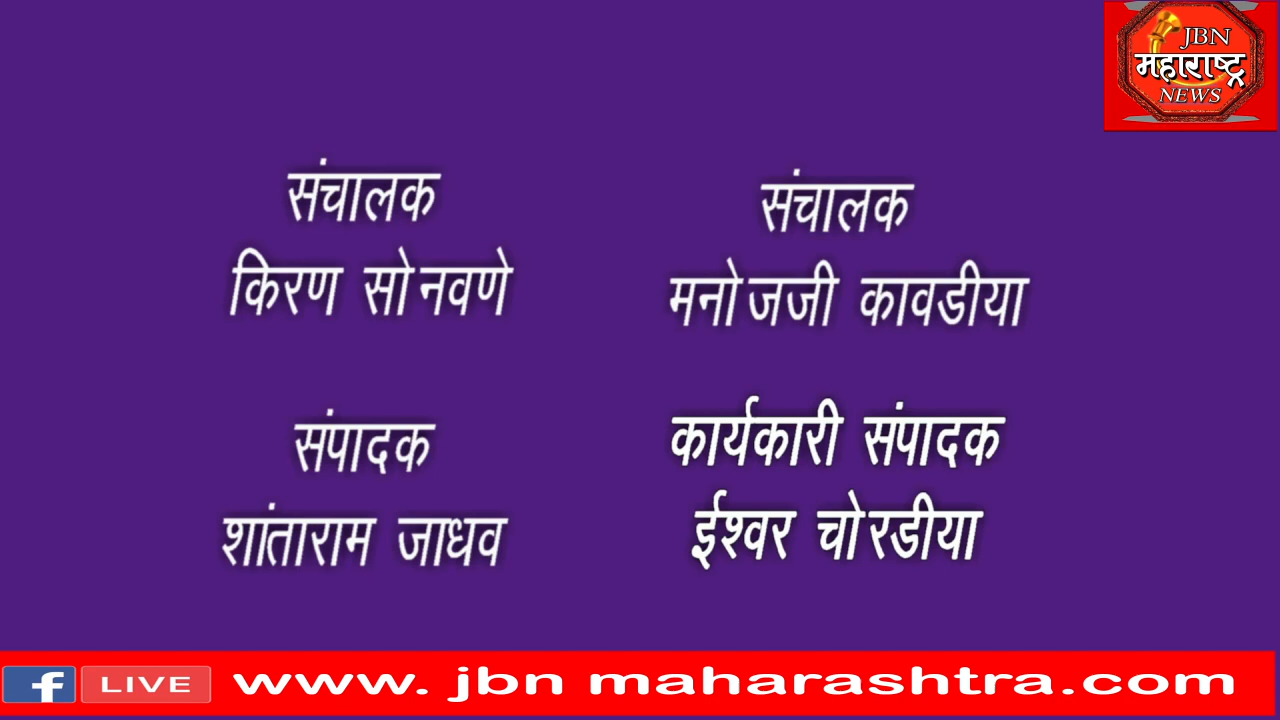 JBN
महाराष्ट्र
NEWS
संचालक
किरण सोनवणे
संचालक
मनोजजी कावडीया
संपादक
शांताराम जाधव
कार्यकारी संपादक
ईश्वर चोरडीया
f LIVE www. jbn maharashtra.com